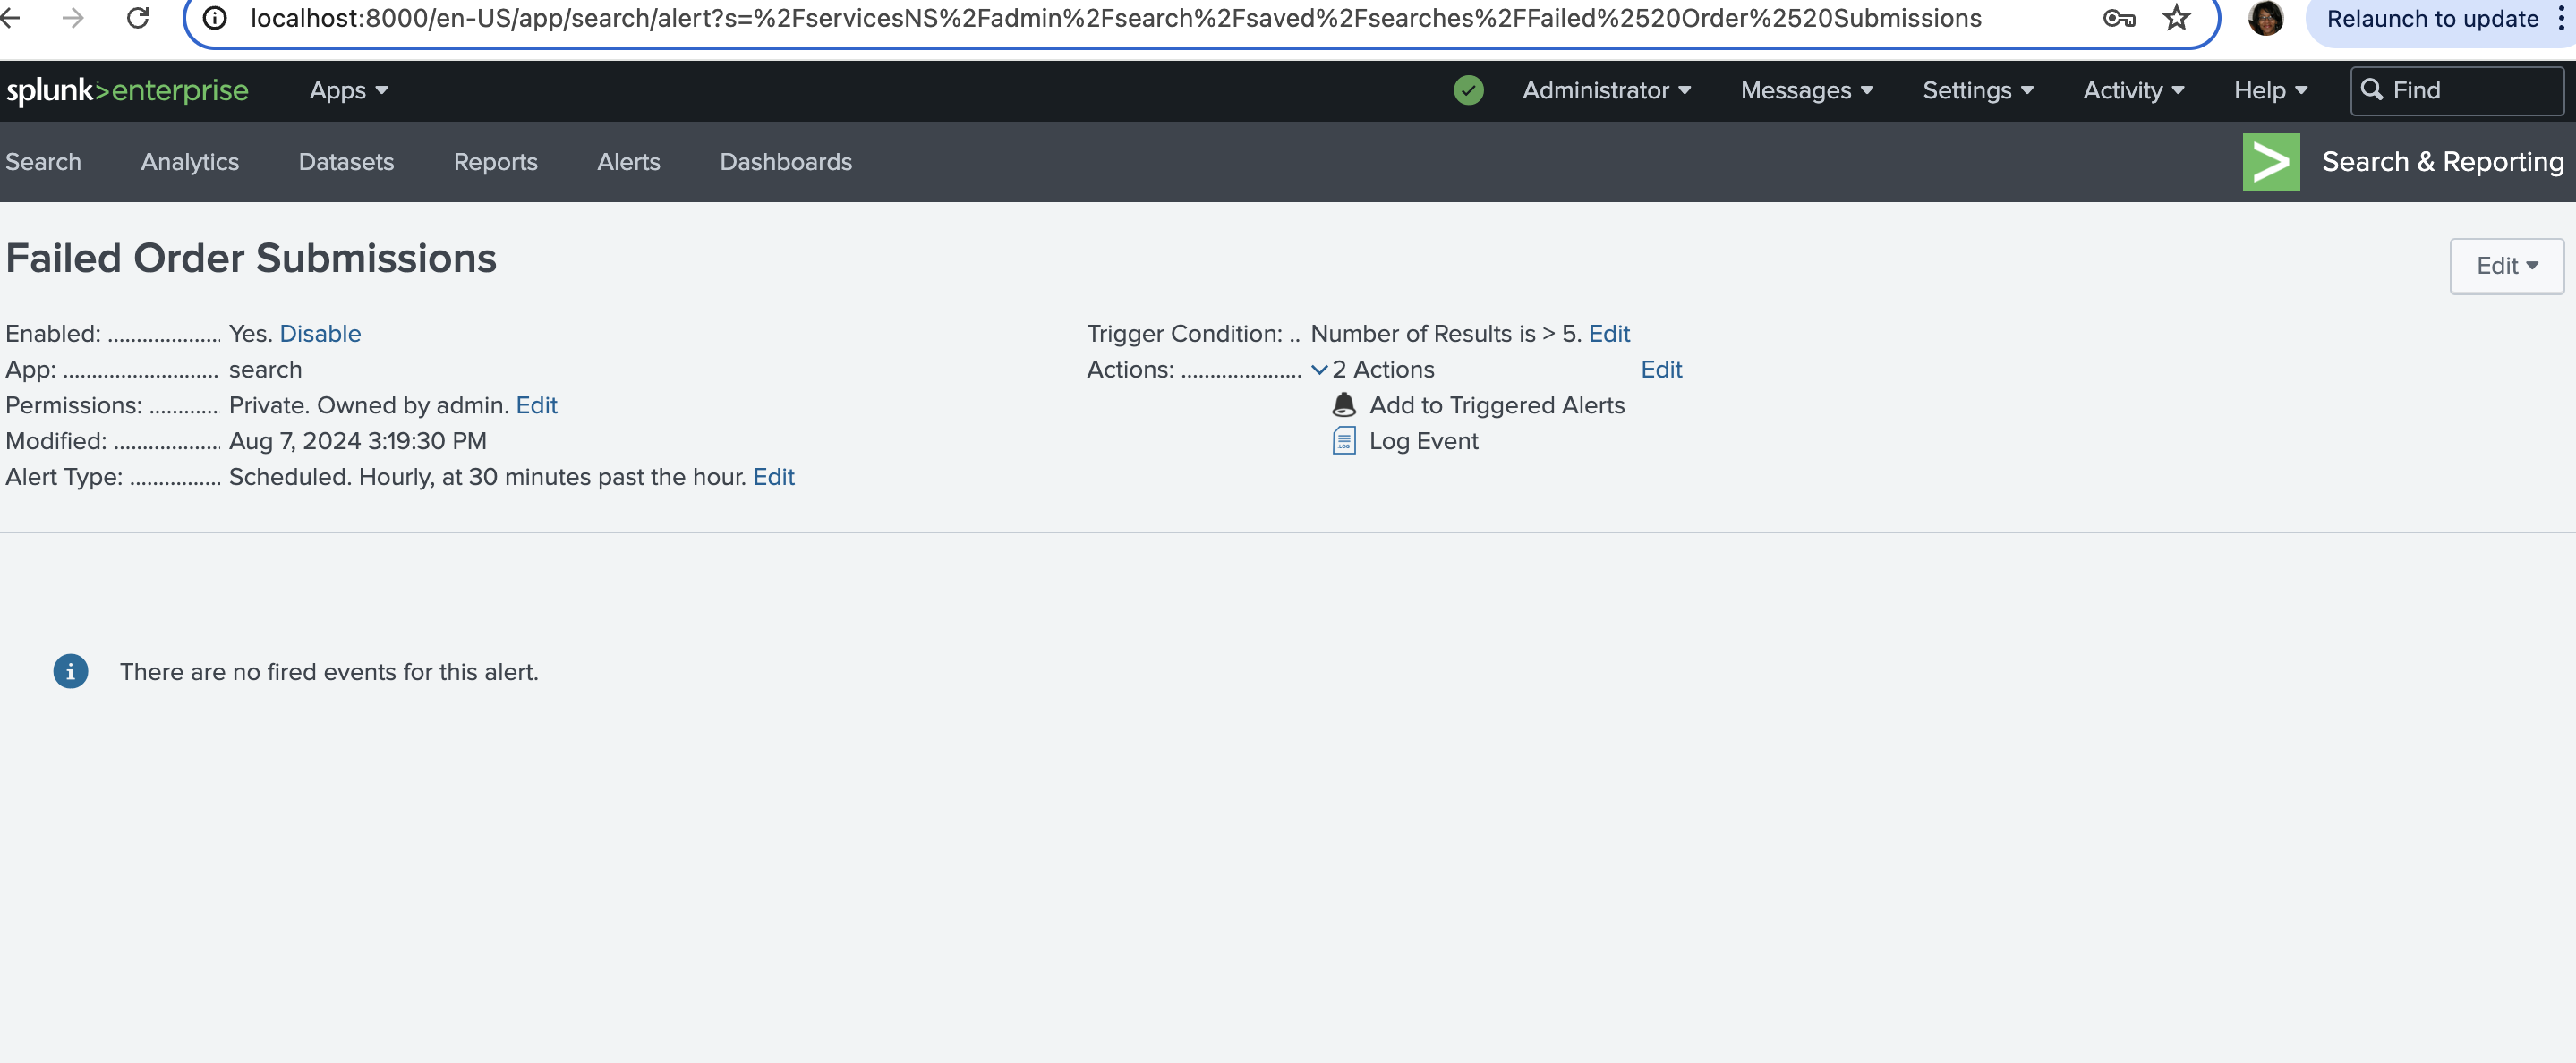 localhost:8000/en-US/app/search/alert?s=%2FservicesNS%2Fadmin%2Fsearch%2Fsaved%2Fsearches%2FFailed%2520Order%2520Submissions
Relaunch to update
splunk>enterprise Apps Administrator Messages Settings Activity Help Find
Search Analytics Datasets Reports Alerts Dashboards Search & Reporting
Failed Order Submissions
Edit
Enabled: .................... Yes. Disable
App: ........................... search
Permissions: ............ Private. Owned by admin. Edit
Modified: ................... Aug 7, 2024 3:19:30 PM
Alert Type: ................ Scheduled. Hourly, at 30 minutes past the hour. Edit
Trigger Condition: .. Number of Results is > 5. Edit
Actions: ..................... 2 Actions Edit
Add to Triggered Alerts
LOG Log Event
There are no fired events for this alert.